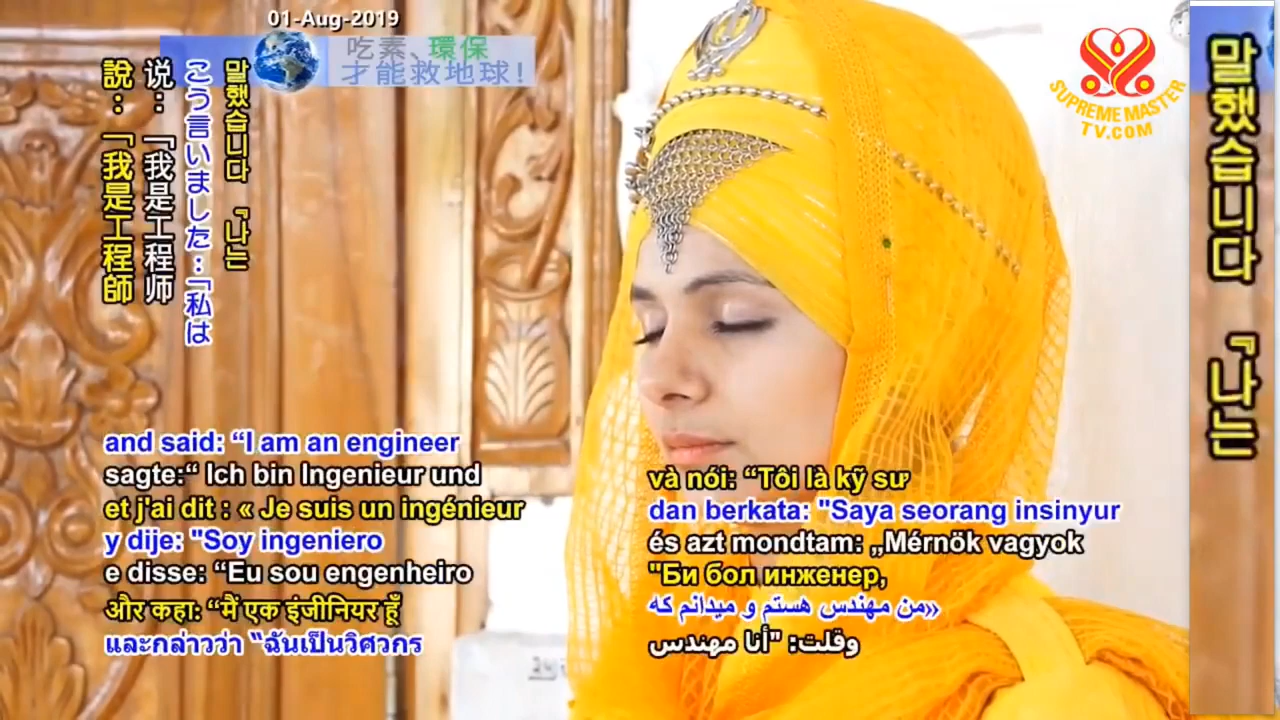 01-Aug-2019
吃素、環保
才能救地球!
SUPREME MASTER
TV.COM
說：「我是工程師
说：「我是工程师
こう言いました：「私は
말했습니다 『나는
and said: “I am an engineer
sagte:“ Ich bin Ingenieur und
et j'ai dit : « Je suis un ingénieur
y dije: "Soy ingeniero
e disse: “Eu sou engenheiro
और कहा: “मैं एक इंजीनियर हूँ
และกล่าวว่า “ฉันเป็นวิศวกร
và nói: “Tôi là kỹ sư
dan berkata: "Saya seorang insinyur
és azt mondtam: „Mérnök vagyok
"Би бол инженер,
«من مهندس هستم و میدانم که
وقلت: "أنا مهندس
말했습니다 『나는